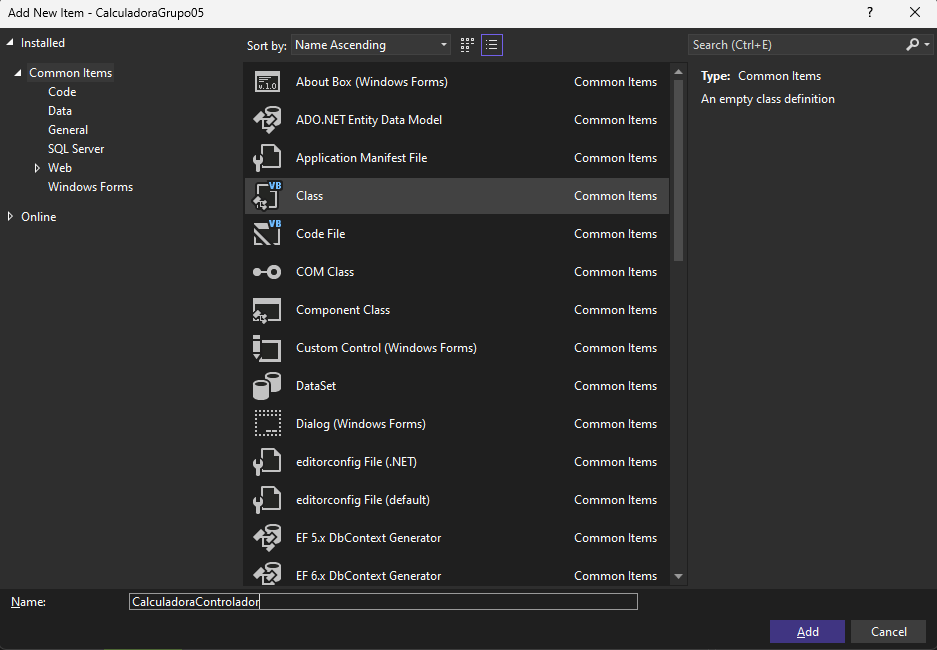 Add New Item - CalculadoraGrupo05
?
Installed
Common Items
Code
Data
General
SQL Server
Web
Windows Forms
Online
Sort by: Name Ascending
About Box (Windows Forms) Common Items
ADO.NET Entity Data Model Common Items
Application Manifest File Common Items
Class Common Items
Code File Common Items
COM Class Common Items
Component Class Common Items
Custom Control (Windows Forms) Common Items
DataSet Common Items
Dialog (Windows Forms) Common Items
editorconfig File (.NET) Common Items
editorconfig File (default) Common Items
EF 5.x DbContext Generator Common Items
EF 6.x DbContext Generator Common Items
v.1.0
VB
VB
Search (Ctrl+E)
Type: Common Items
An empty class definition
Name: CalculadoraControlador
Add Cancel